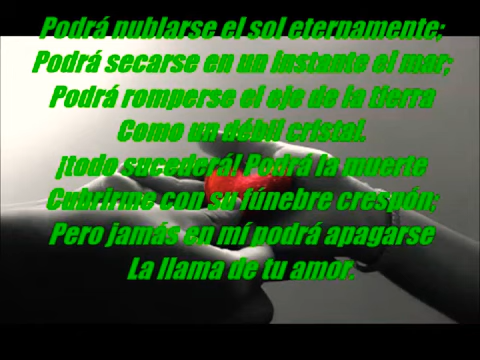 Podrá nublarse el sol eternamente;
Podrá secarse en un instante el mar;
Podrá romperse el eje de la tierra
Como un débil cristal.
¡todo sucederá! Podrá la muerte
Cubrirme con su fúnebre crespón;
Pero jamás en mí podrá apagarse
La llama de tu amor.